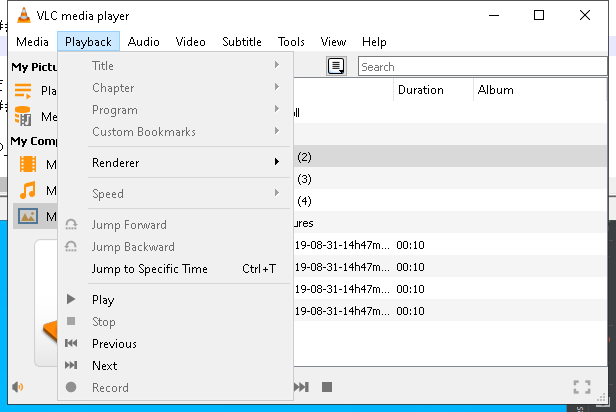 VLC media player
Media Playback Audio Video Subtitle Tools View Help
My Pictu
Title
Search
Pla
Chapter
Duration Album
Me
Program
ll
Custom Bookmarks
My Comp
Renderer
(2)
M
Speed
(3)
M
(4)
M
Jump Forward
ures
Jump Backward
19-08-31-14h47m... 00:10
Jump to Specific Time Ctrl+T
19-08-31-14h47m... 00:10
Play
19-08-31-14h47m... 00:10
Stop
19-08-31-14h47m... 00:10
Previous
Next
Record